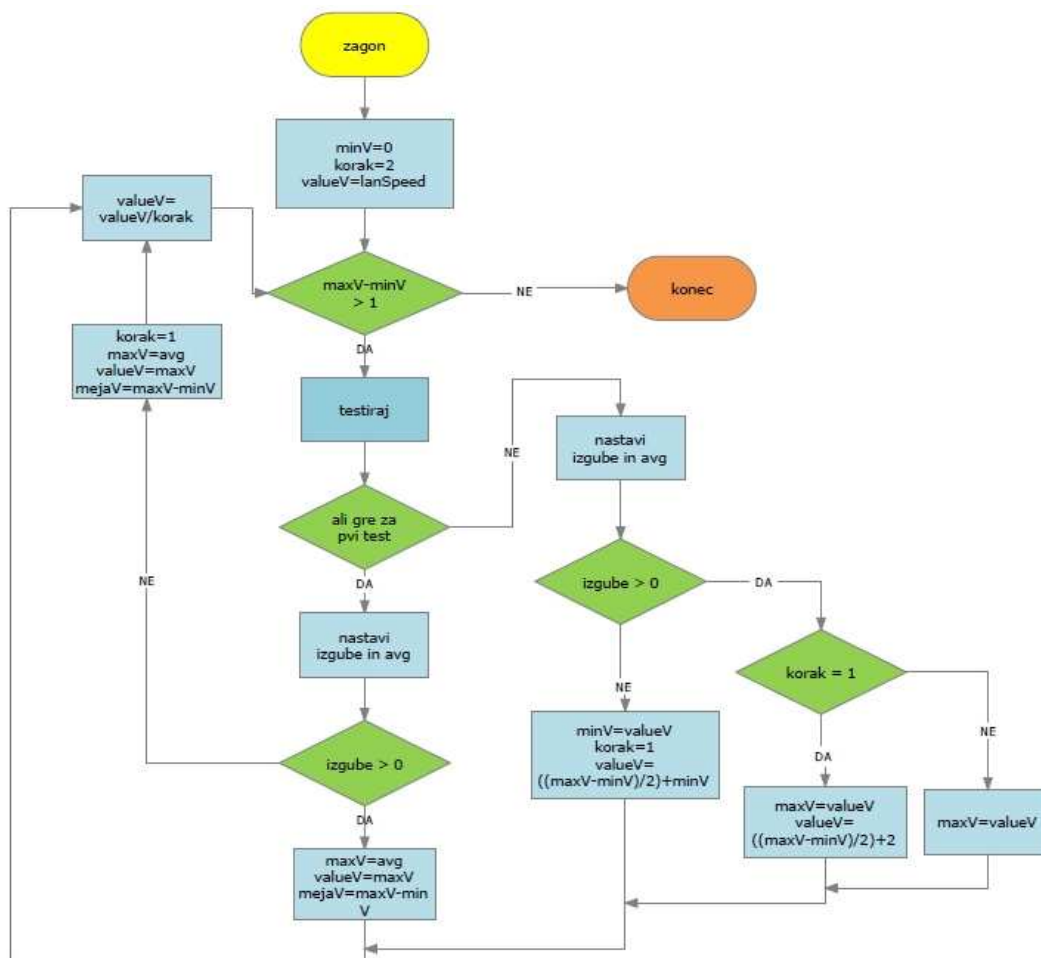 zagon
minV=0
korak=2
valueV=lanSpeed
valueV=
valueV/korak
maxV-minV
> 1
NE
konec
DA
korak=1
maxV=avg
valueV=maxV
mejaV=maxV-minV
testiraj
NE
nastavi
izgube in avg
ali gre za
pvi test
DA
NE
izgube > 0
DA
nastavi
izgube in avg
korak = 1
NE
NE
DA
izgube > 0
minV=valueV
korak=1
valueV=
((maxV-minV)/2)+minV
maxV=valueV
valueV=
((maxV-minV)/2)+2
maxV=valueV
DA
maxV=avg
valueV=maxV
mejaV=maxV-min
V